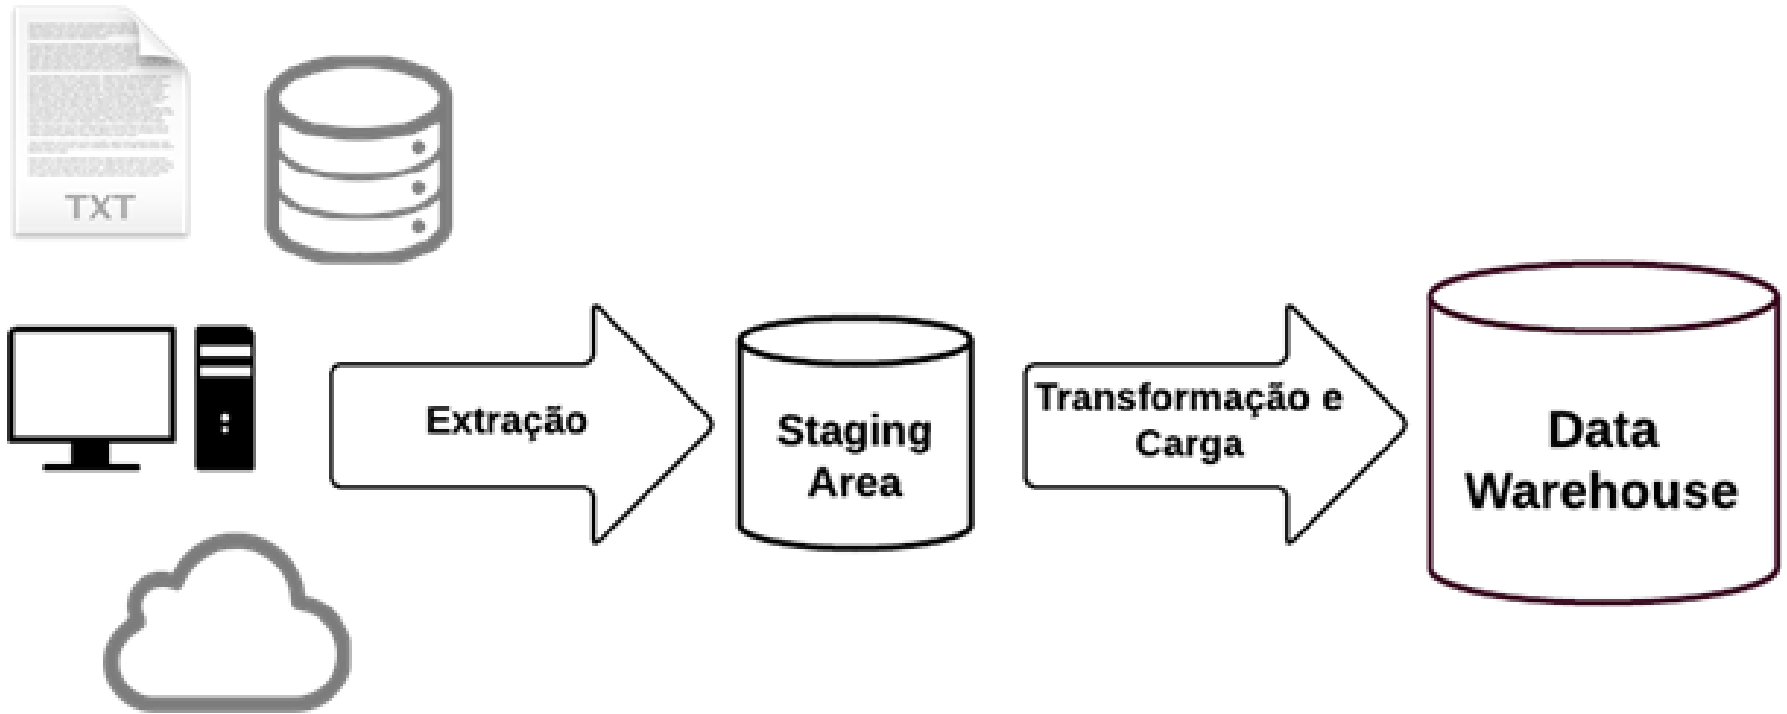 TXT
Extração
Staging
Area
Transformação e
Carga
Data
Warehouse